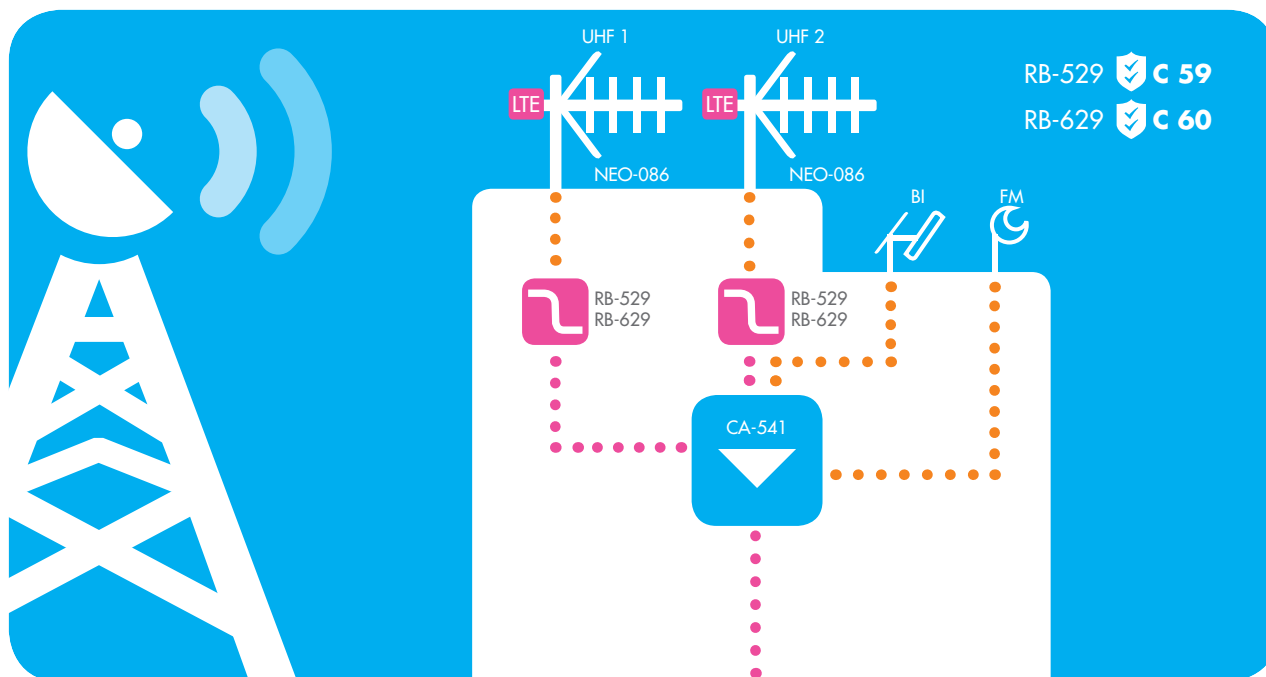 UHF 1
UHF 2
RB-529 C 59
LTE
LTE
RB-629 C 60
NEO-086
NEO-086
BI
FM
RB-529
RB-629
RB-529
RB-629
CA-541